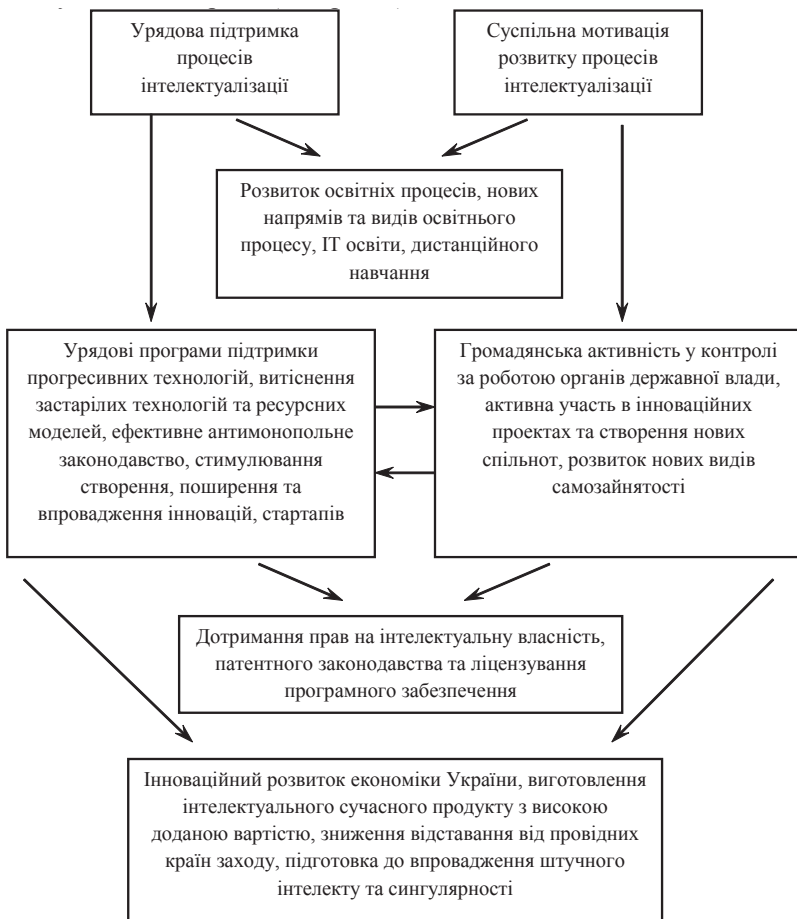 Урядова підтримка
процесів
інтелектуалізації
Суспільна мотивація
розвитку процесів
інтелектуалізації
Розвиток освітніх процесів, нових
напрямів та видів освітнього
процесу, ІТ освіти, дистанційного
навчання
Урядові програми підтримки
прогресивних технологій, витіснення
застарілих технологій та ресурсних
моделей, ефективне антимонопольне
законодавство, стимулювання
створення, поширення та
впровадження інновацій, стартапів
Громадянська активність у контролі
за роботою органів державної влади,
активна участь в інноваційних
проектах та створення нових
спільнот, розвиток нових видів
самозайнятості
Дотримання прав на інтелектуальну власність,
патентного законодавства та ліцензування
програмного забезпечення
Інноваційний розвиток економіки України, виготовлення
інтелектуального сучасного продукту з високою
доданою вартістю, зниження відставання від провідних
країн заходу, підготовка до впровадження штучного
інтелекту та сингулярності